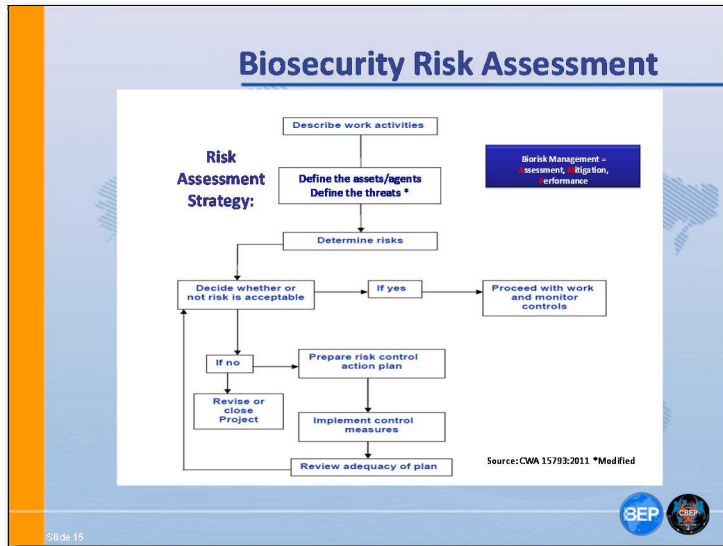 Biosecurity Risk Assessment
Describe work activities
Risk
Assessment
Strategy:
Define the assets/agents
Define the threats *
Biorisk Management =
Assessment, Mitigation,
Performance
Determine risks
Decide whether or
not risk is acceptable
If yes
Proceed with work
and monitor
controls
If no
Prepare risk control
action plan
Revise or
close
Project
Implement control
measures
Review adequacy of plan
Source: CWA 15793:2011 *Modified
BEP
CBEP
Slide 15